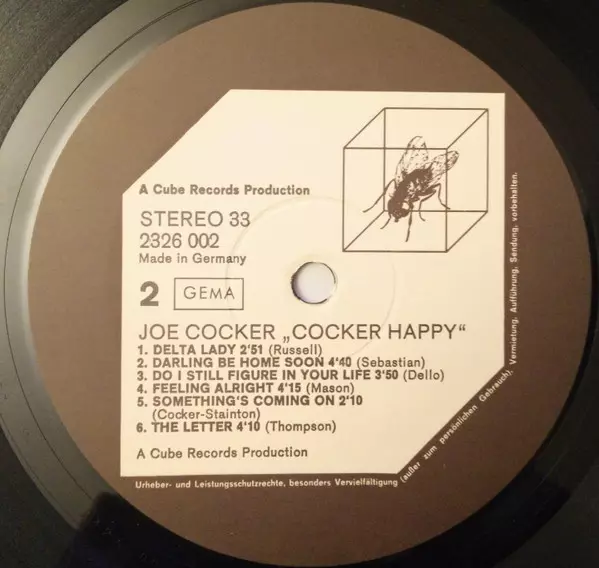 A Cube Records Production
STEREO 33
2326 002
Made in Germany
2 GEMA
JOE COCKER „COCKER HAPPY“
1. DELTA LADY 2'51 (Russell)
2. DARLING BE HOME SOON 4'40 (Sebastian)
3. DO I STILL FIGURE IN YOUR LIFE 3'50 (Dello)
4. FEELING ALRIGHT 4'15 (Mason)
5. SOMETHING'S COMING ON 2'10
(Cocker-Stainton)
6. THE LETTER 4'10 (Thompson)
A Cube Records Production
Urheber- und Leistungsschutzrechte, besonders Vervielfältigung (außer zum persönlichen Gebrauch), Vermietung, Aufführung, Sendung, vorbehalten.